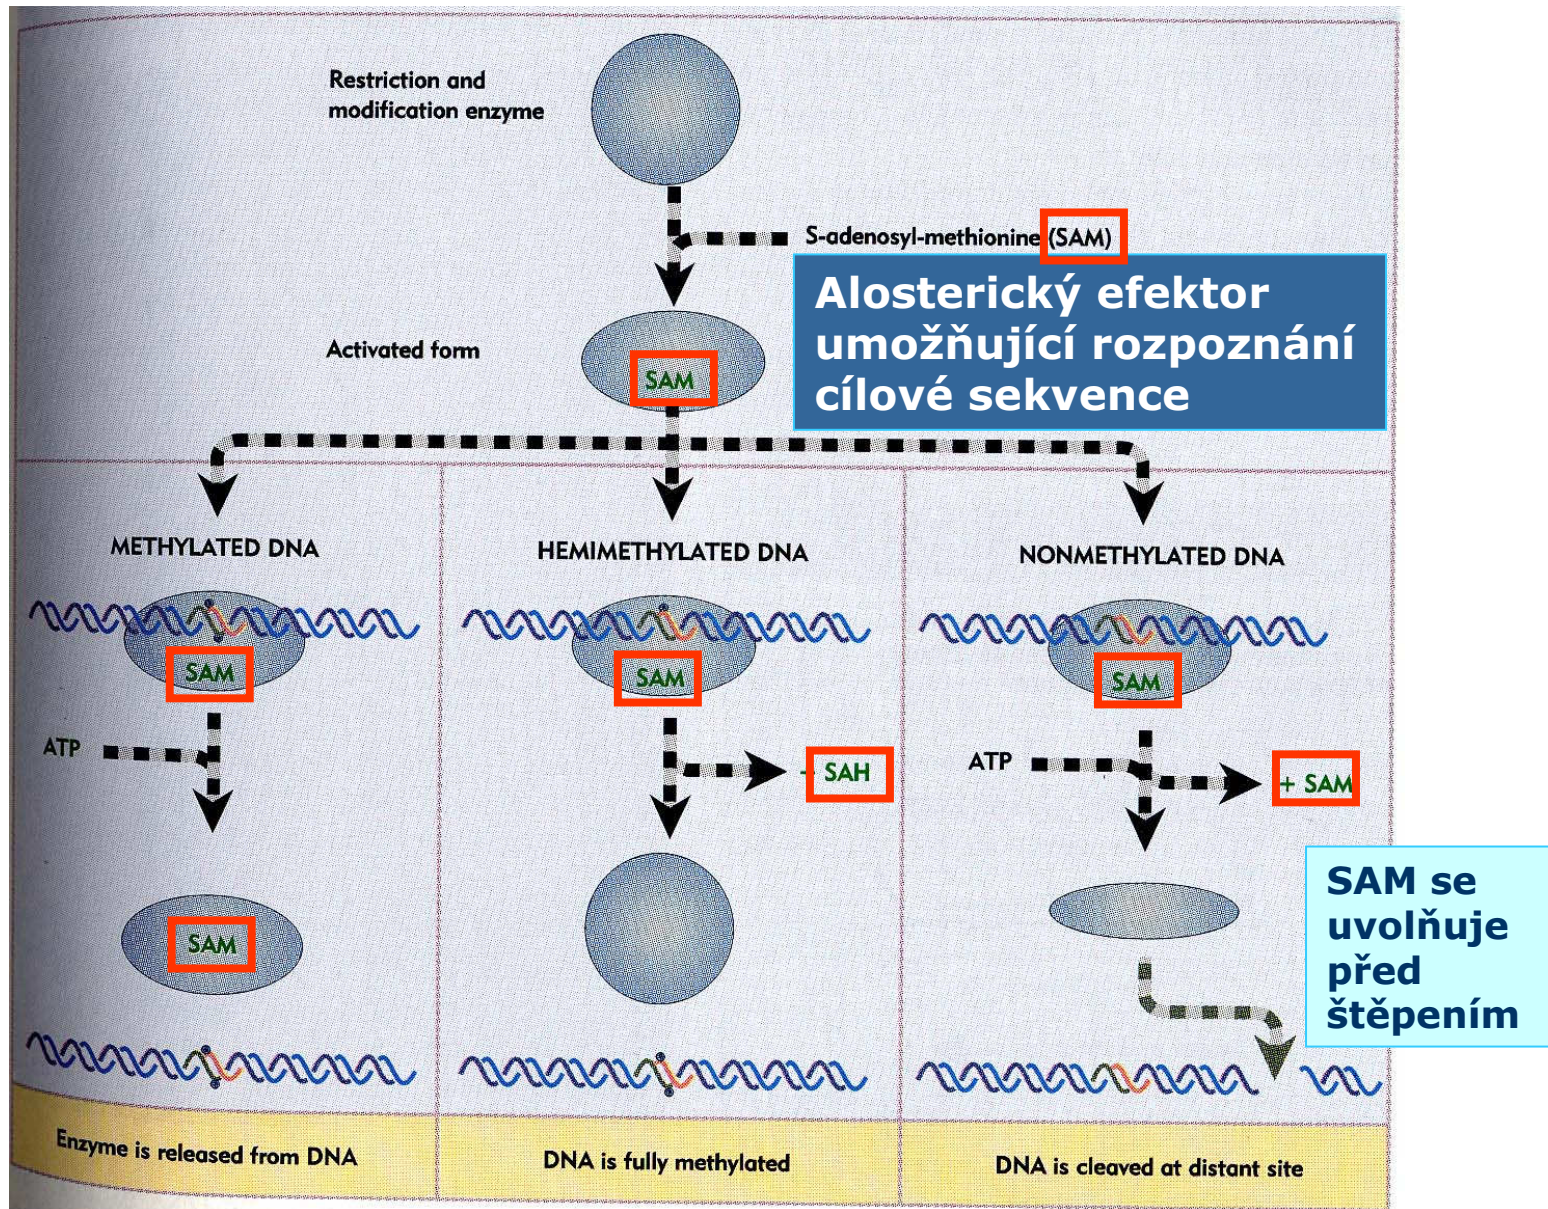 Restriction and
modification enzyme
S-adenosyl-methionine (SAM)
Alosterický efektor
umožňující rozpoznání
cílové sekvence
Activated form
SAM
METHYLATED DNA
HEMIMETHYLATED DNA
NONMETHYLATED DNA
SAM
SAM
SAM
ATP
+ SAH
ATP
+ SAM
SAM se
uvolňuje
před
štěpením
SAM
Enzyme is released from DNA
DNA is fully methylated
DNA is cleaved at distant site